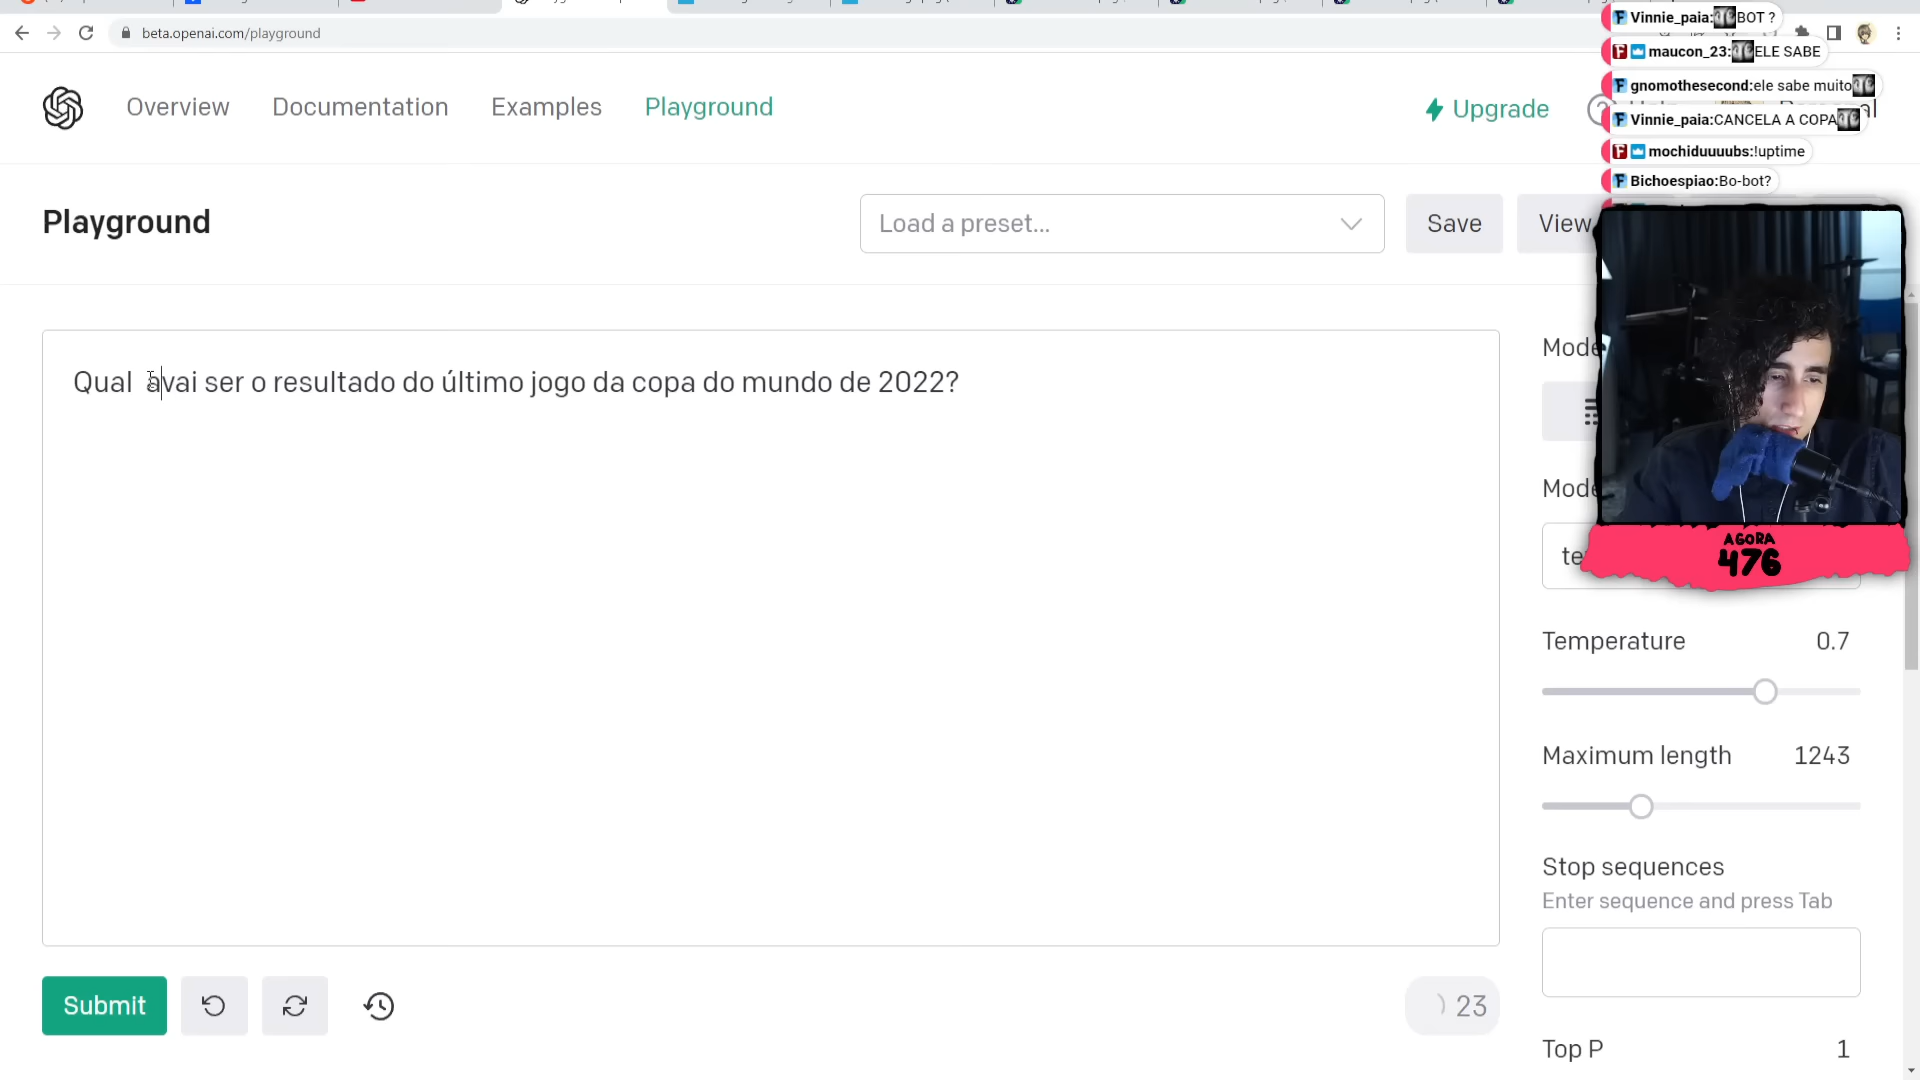 beta.openai.com/playground
Overview
Documentation
Examples
Playground
Upgrade
Vinnie_paia: BOT ?
maucon_23: ELE SABE
gnomothesecond:ele sabe muito
Vinnie_paia:CANCELA A COPA
mochiduuuubs:!uptime
Bichoespiao:Bo-bot?
Playground
Load a preset...
Save
View
Qual avai ser o resultado do último jogo da copa do mundo de 2022?
Mode
Mode
te
AGORA
476
Temperature 0.7
Maximum length 1243
Stop sequences
Enter sequence and press Tab
Submit
23
Top P 1